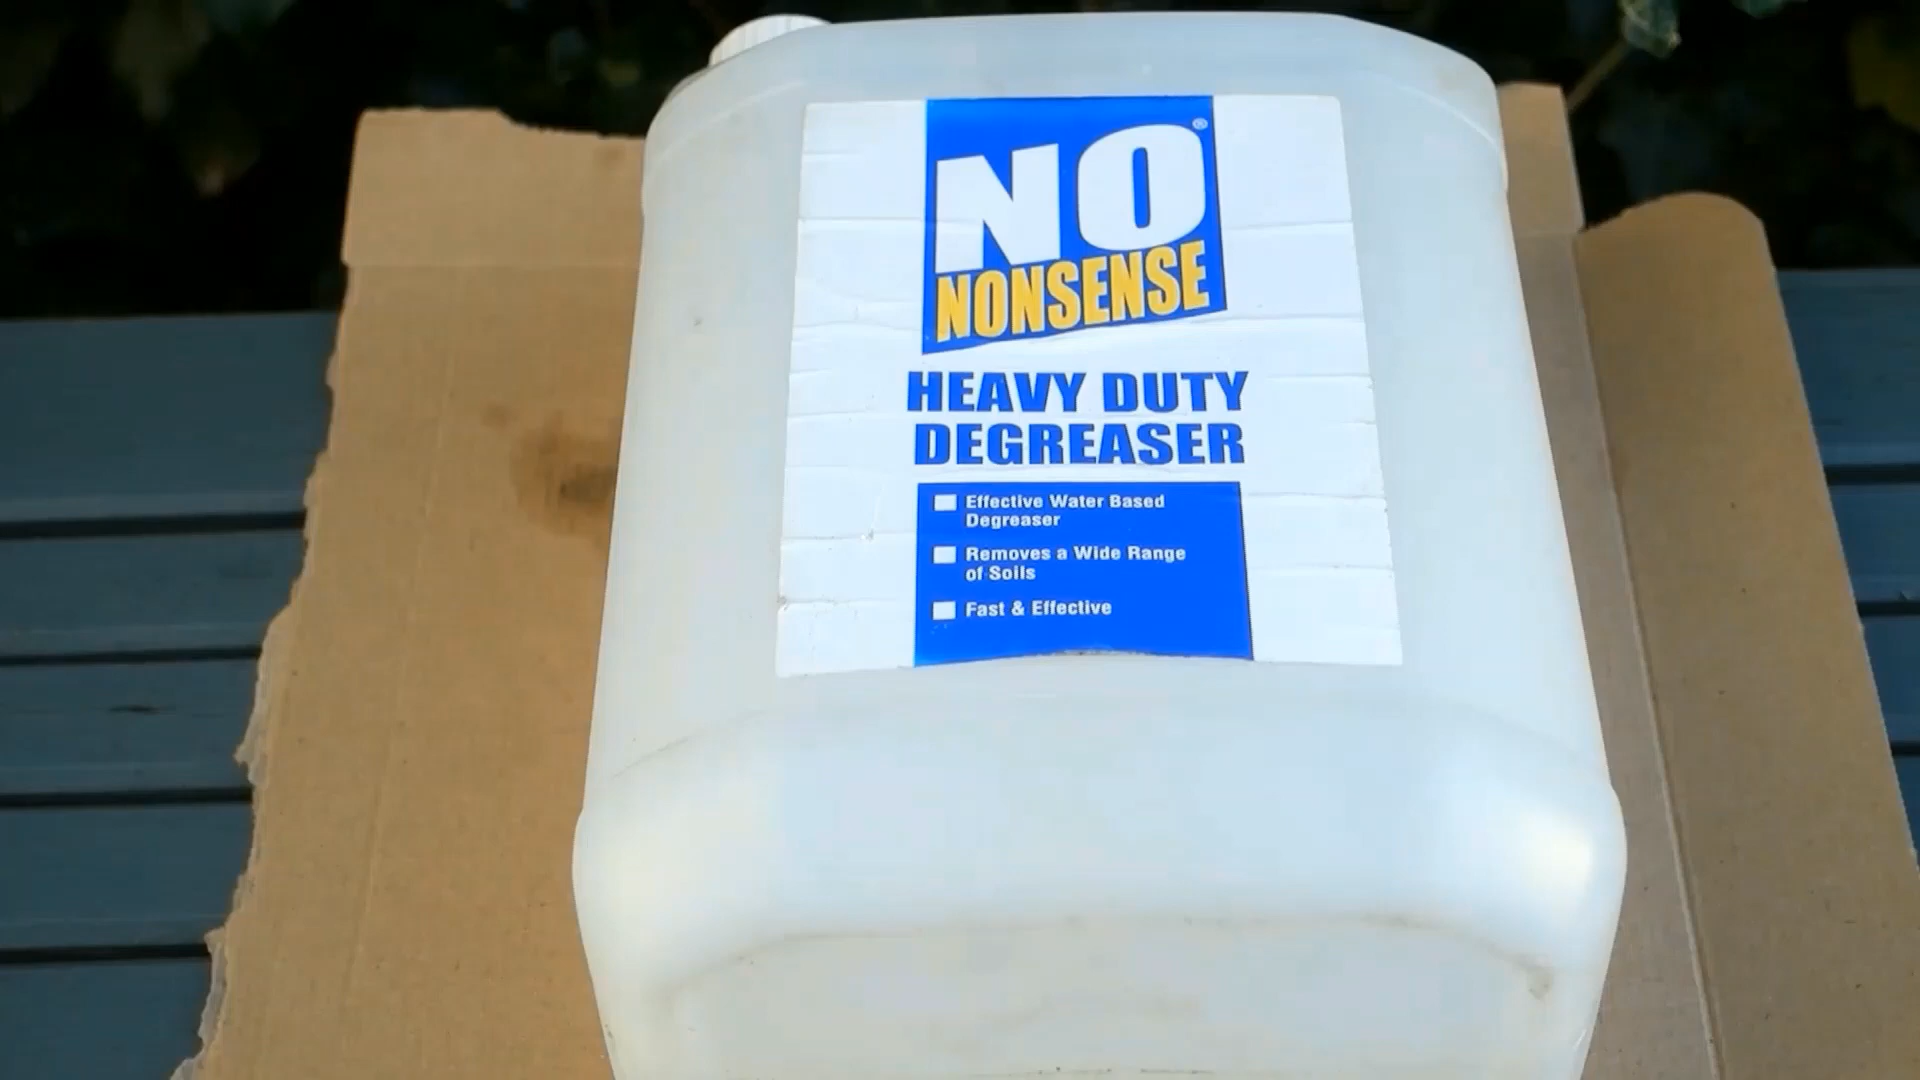 NO®
NONSENSE
HEAVY DUTY
DEGREASER
Effective Water Based
Degreaser
Removes a Wide Range
of Soils
Fast & Effective